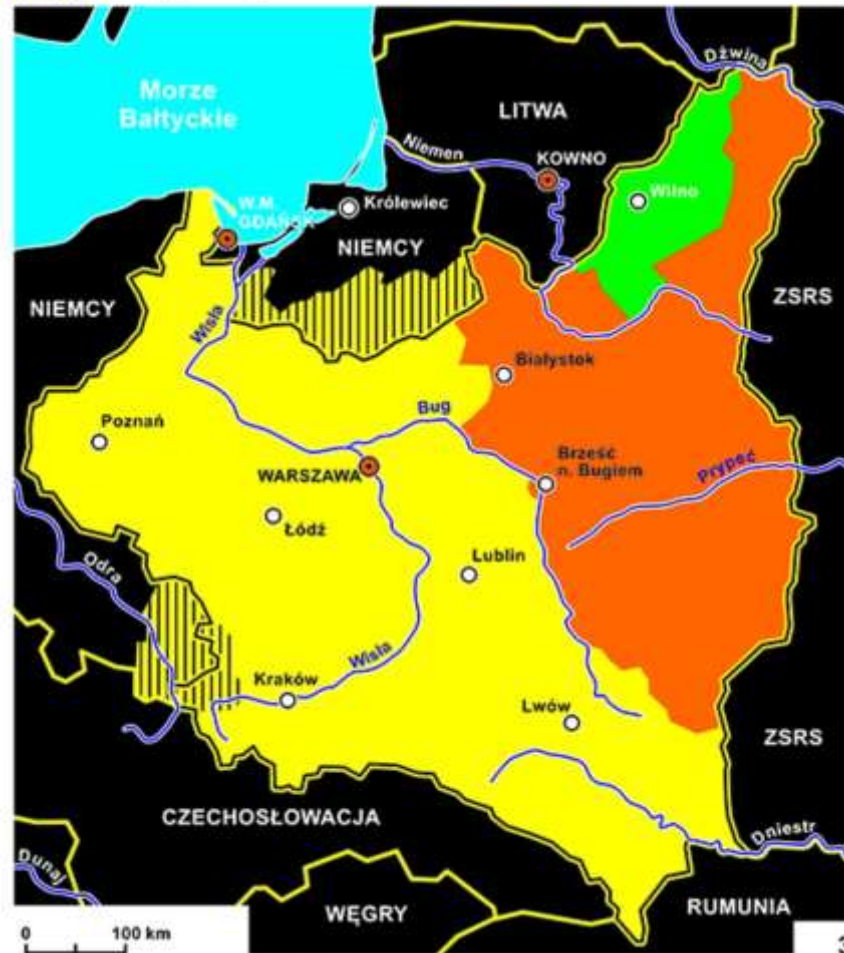 Dźwina
Morze
Bałtyckie
LITWA
Niemen
KOWNO
Wilno
W.M.
GDAŃSK
Królewiec
NIEMCY
NIEMCY
ZSRS
Wisła
Białystok
Bug
Poznań
Brześć
n. Bugiem
Prypeć
WARSZAWA
Łódź
Lublin
Odra
Wisła
Kraków
Lwów
ZSRS
CZECHOSŁOWACJA
Dniestr
Dunaj
WĘGRY
RUMUNIA
0 100 km
3